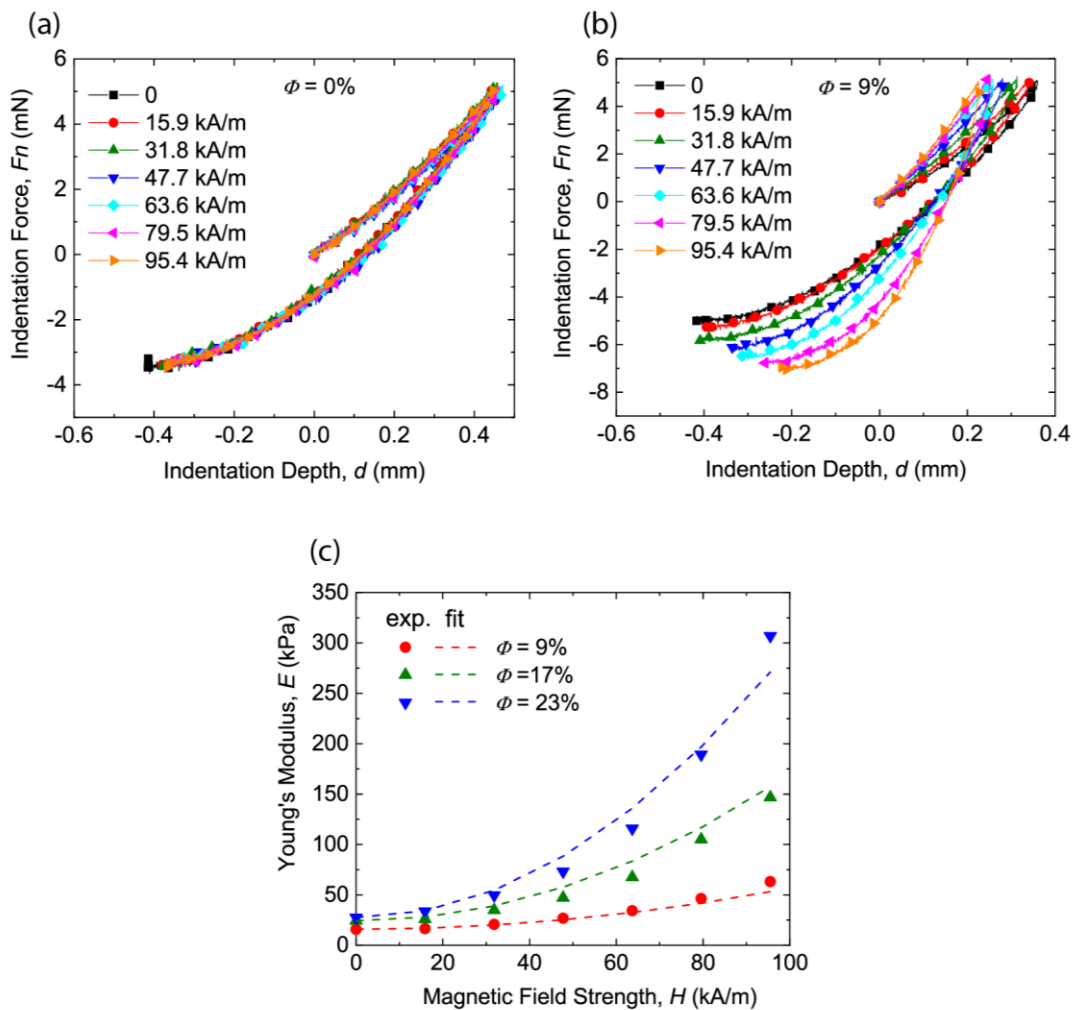 (a)
6
4
2
0
-2
-4
-0.6
-0.4
-0.2
0.0
0.2
0.4
Indentation Force, Fn (mN)
Indentation Depth, d (mm)
Φ = 0%
0
15.9 kA/m
31.8 kA/m
47.7 kA/m
63.6 kA/m
79.5 kA/m
95.4 kA/m
(b)
6
4
2
0
-2
-4
-6
-8
-0.6
-0.4
-0.2
0.0
0.2
0.4
Indentation Force, Fn (mN)
Indentation Depth, d (mm)
Φ = 9%
0
15.9 kA/m
31.8 kA/m
47.7 kA/m
63.6 kA/m
79.5 kA/m
95.4 kA/m
(c)
350
300
250
200
150
100
50
0
0
20
40
60
80
100
Young's Modulus, E (kPa)
Magnetic Field Strength, H (kA/m)
exp. fit
Φ = 9%
Φ =17%
Φ = 23%